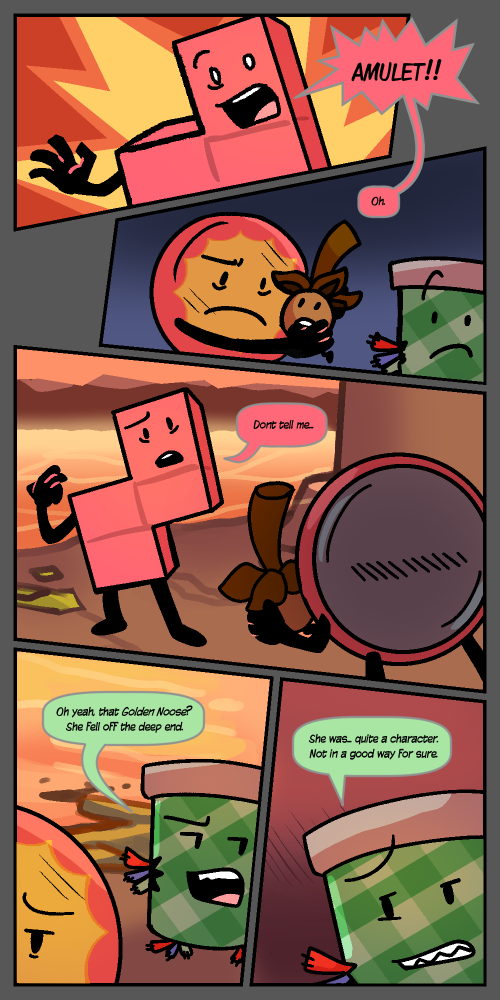 AMULET!!
Oh.
Dont tell me...
Oh yeah, that Golden Noose?
She fell off the deep end.
She was... quite a character.
Not in a good way for sure.